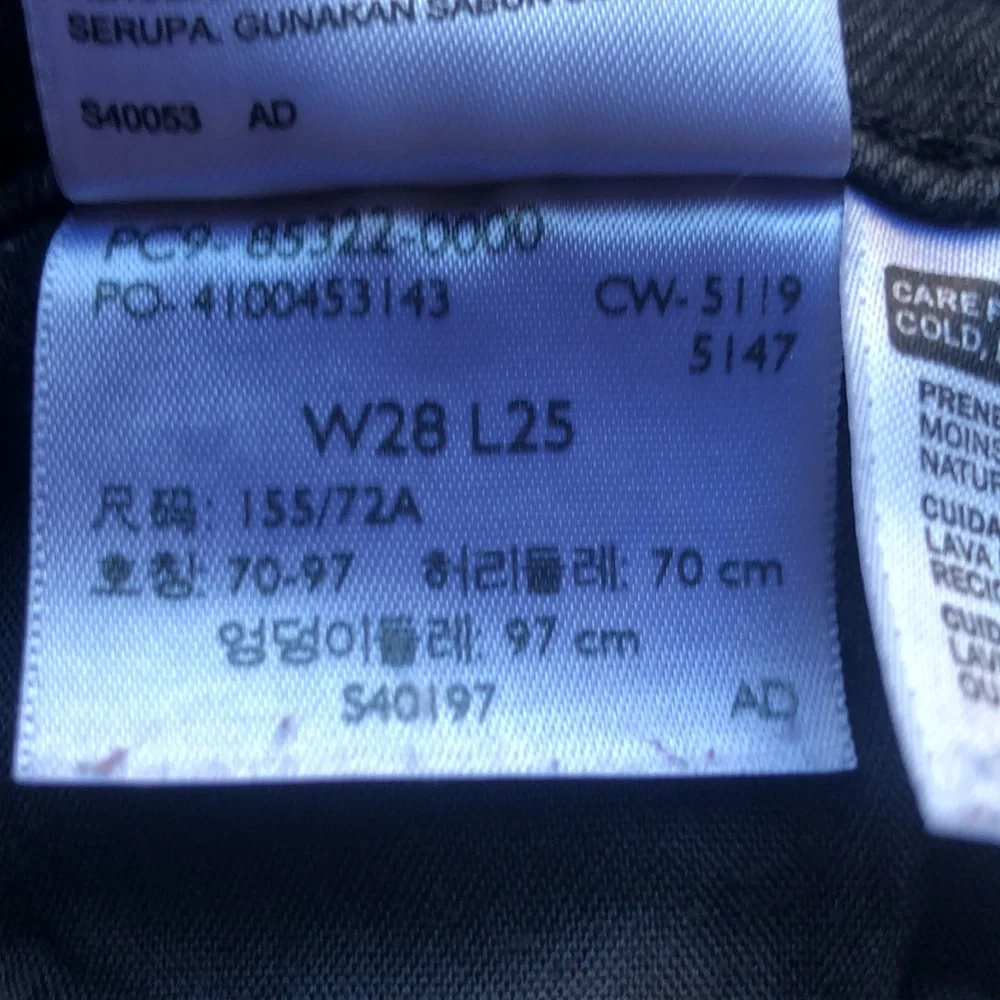 SERUPA. GUNAKAN SABUN
S40053 AD
PC9- 85322-0000
PO- 4100453143 CW- 5119
5147
W28 L25
尺码: 155/72A
호칭: 70-97 허리둘레: 70 cm
엉덩이둘레: 97 cm
S40197 AD
CARE
COLD,
PRENE
MOINS
NATUR
CUIDA
LAVA
RECIC
CUID
LAV